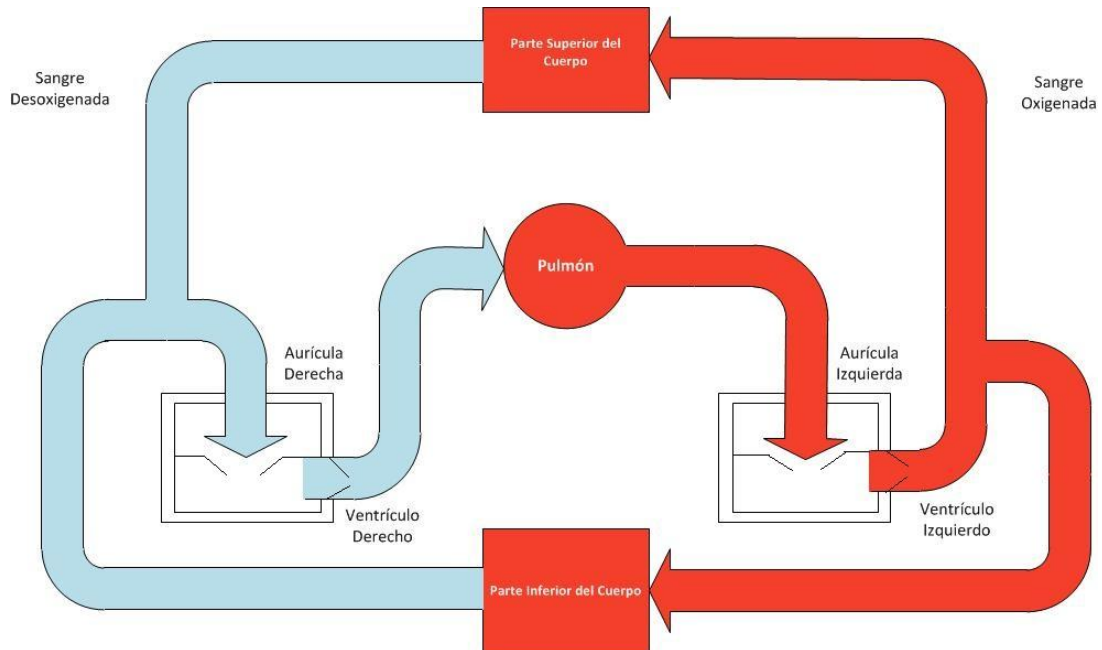 Parte Superior del
Cuerpo
Sangre
Desoxigenada
Sangre
Oxigenada
Pulmón
Aurícula
Derecha
Aurícula
Izquierda
Ventrículo
Derecho
Ventrículo
Izquierdo
Parte Inferior del Cuerpo